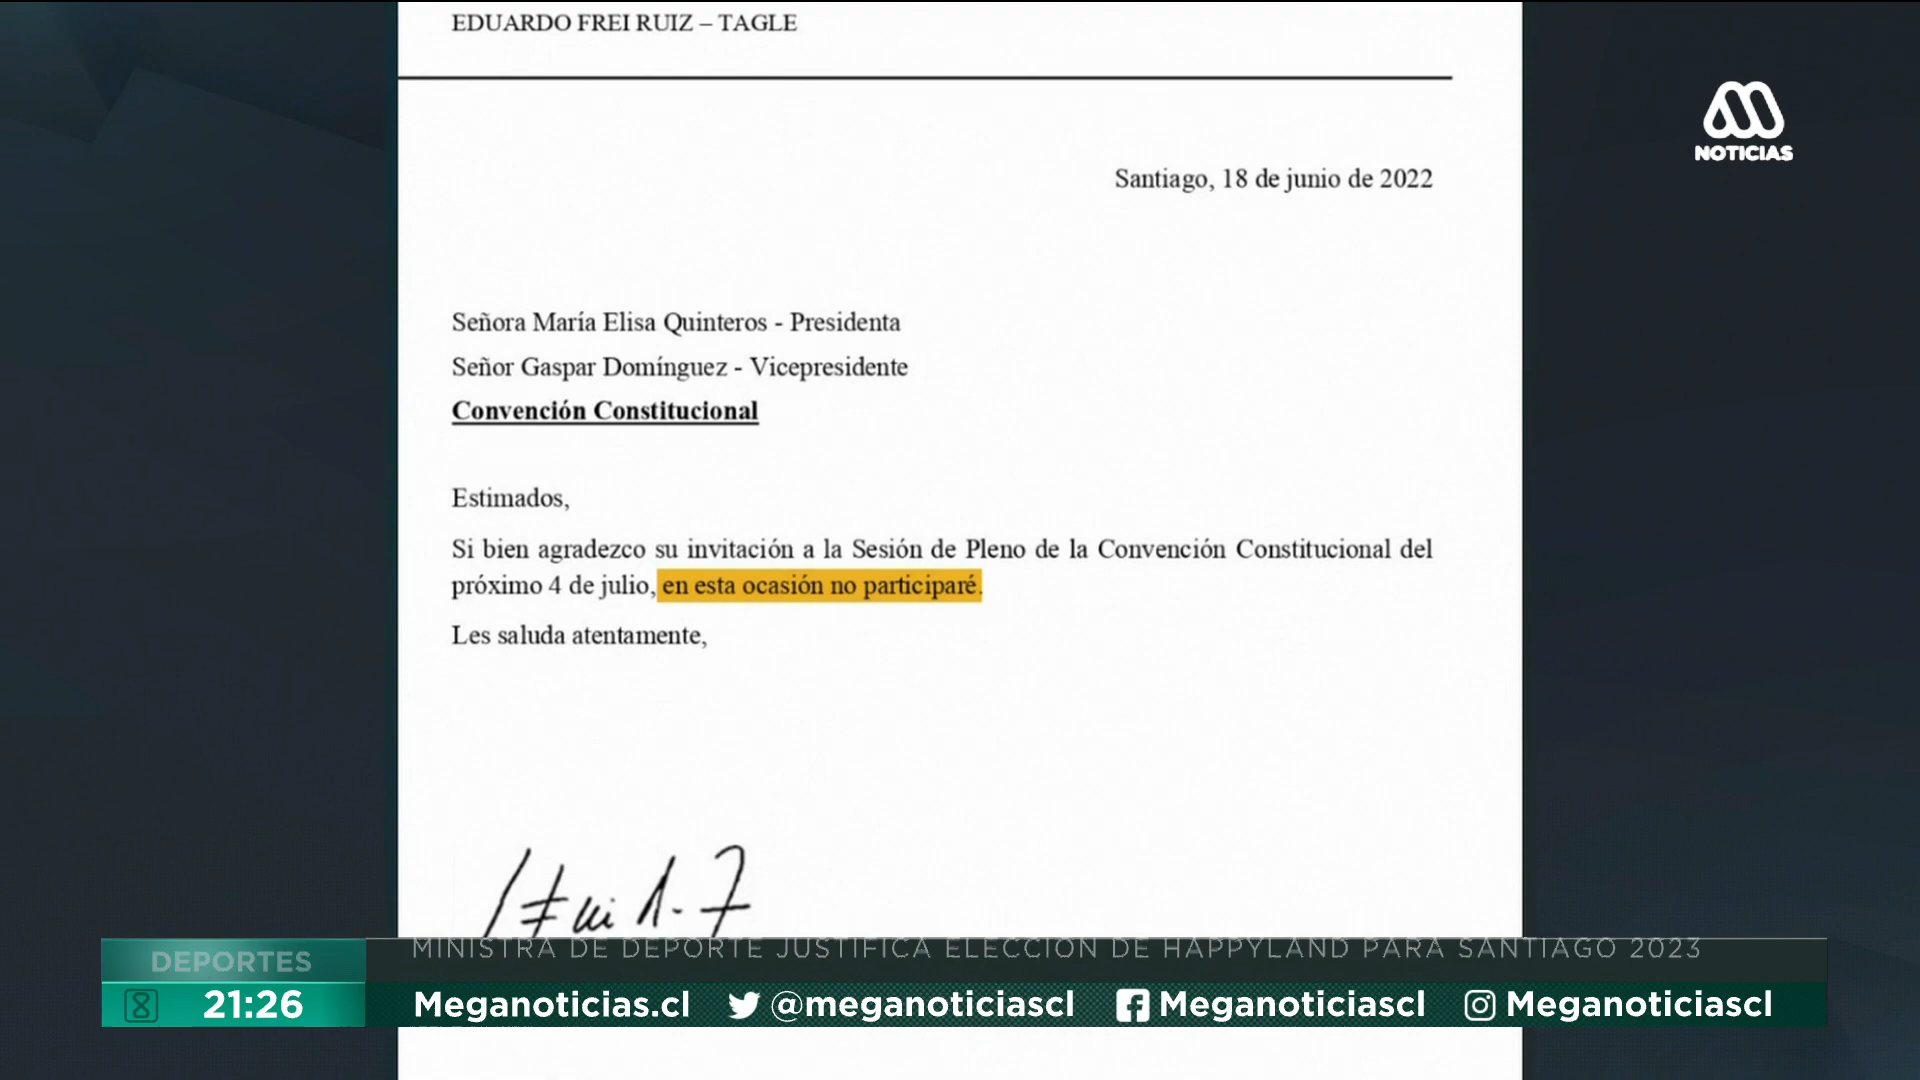 EDUARDO FREI RUIZ – TAGLE
NOTICIAS
Santiago, 18 de junio de 2022
Señora María Elisa Quinteros - Presidenta
Señor Gaspar Domínguez - Vicepresidente
Convención Constitucional
Estimados,
Si bien agradezco su invitación a la Sesión de Pleno de la Convención Constitucional del
próximo 4 de julio, en esta ocasión no participaré.
Les saluda atentamente,
DEPORTES
MINISTRA DE DEPORTE JUSTIFICA ELECCIÓN DE HAPPYLAND PARA SANTIAGO 2023
21:26
Meganoticias.cl @meganoticiascl Meganoticiascl Meganoticiascl